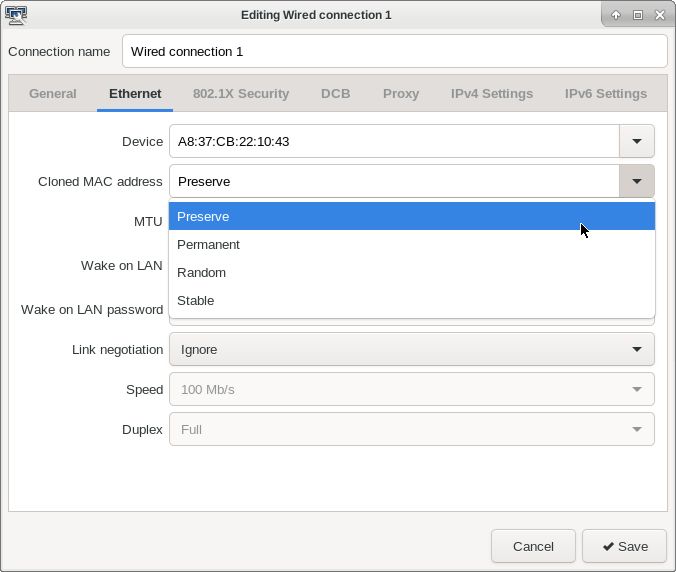 Editing Wired connection 1
Connection name Wired connection 1
General Ethernet 802.1X Security DCB Proxy IPv4 Settings IPv6 Settings
Device A8:37:CB:22:10:43
Cloned MAC address Preserve
MTU
Preserve
Permanent
Wake on LAN
Random
Stable
Wake on LAN password
Link negotiation Ignore
Speed 100 Mb/s
Duplex Full
Cancel Save